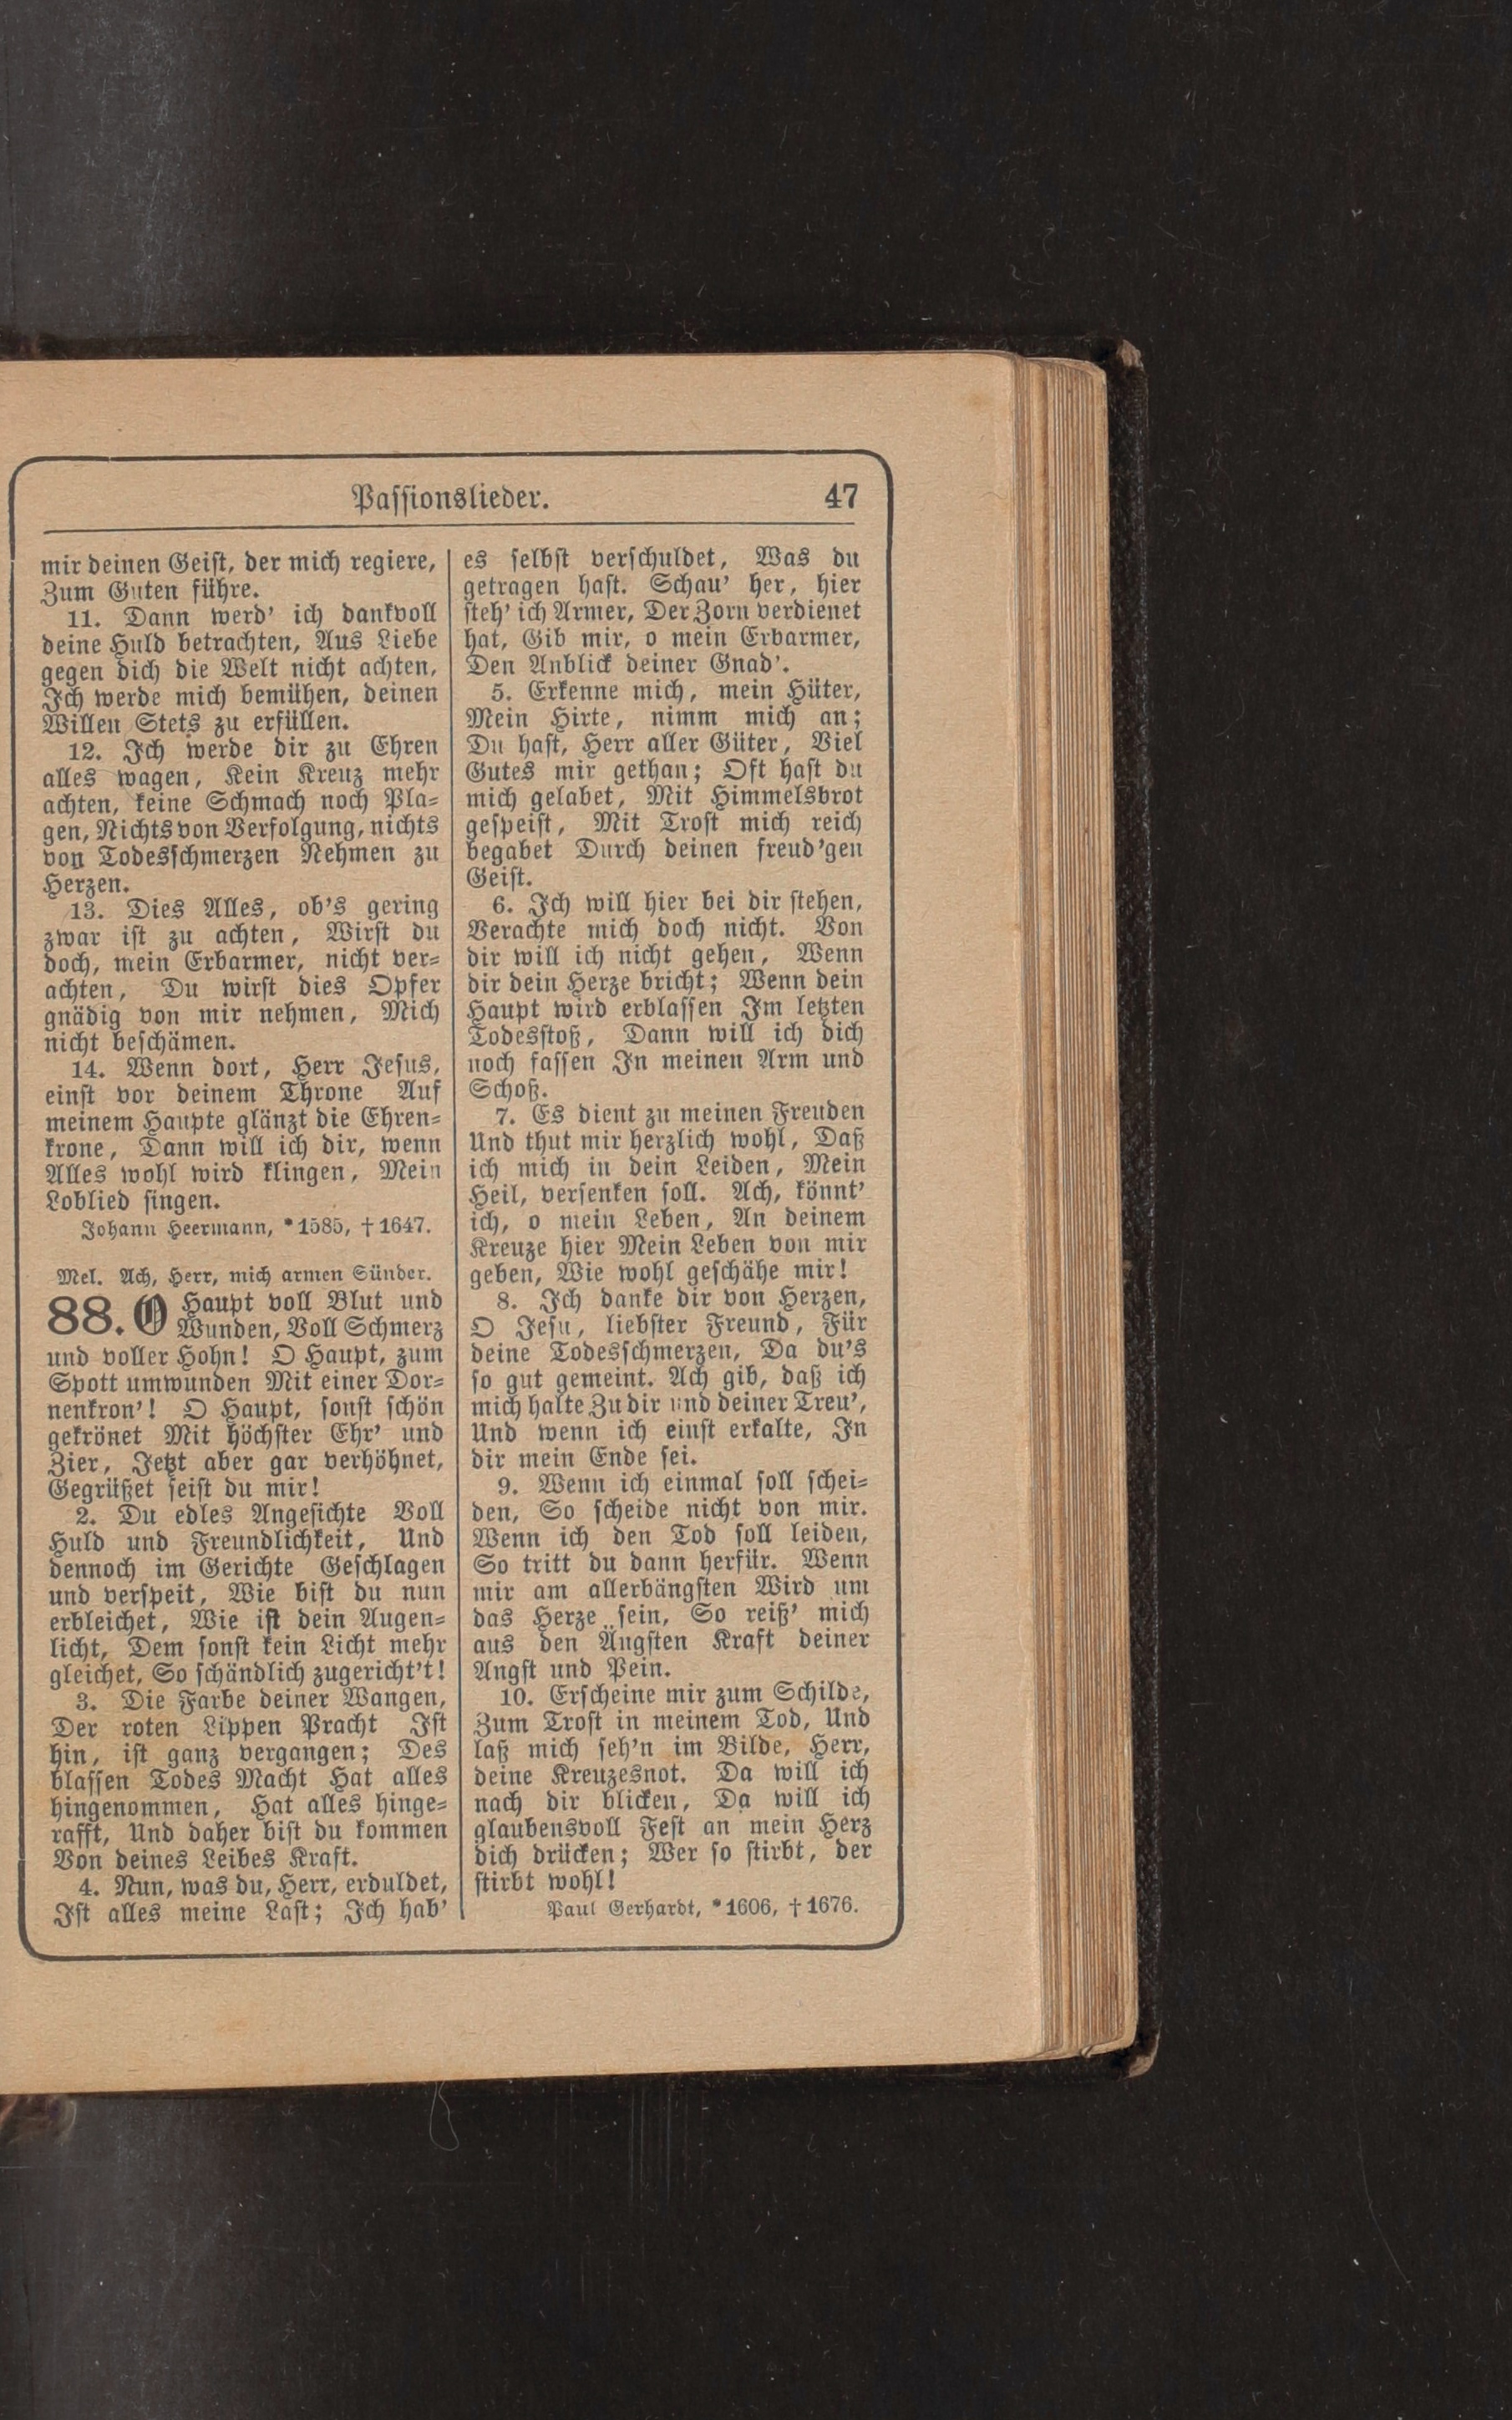 Passionslieder. 47
mir deinen Geist, der mich regiere,
Zum Guten führe.
11. Dann werd' ich dankvoll
deine Huld betrachten, Aus Liebe
gegen dich die Welt nicht achten,
Ich werde mich bemühen, deinen
Willen Stets zu erfüllen.
12. Ich werde dir zu Ehren
alles wagen, Kein Kreuz mehr
achten, keine Schmach noch Pla-
gen, Nichts von Verfolgung, nichts
von Todesschmerzen Nehmen zu
Herzen.
13. Dies Alles, ob's gering
zwar ist zu achten, Wirst du
doch, mein Erbarmer, nicht ver-
achten, Du wirst dies Opfer
gnädig von mir nehmen, Mich
nicht beschämen.
14. Wenn dort, Herr Jesus,
einst vor deinem Throne Auf
meinem Haupte glänzt die Ehren-
krone, Dann will ich dir, wenn
Alles wohl wird klingen, Mein
Loblied singen.
Johann Heermann, * 1585, † 1647.
Mel. Ach, Herr, mich armen Sünder.
88. O Haupt voll Blut und
Wunden, Voll Schmerz
und voller Hohn! O Haupt, zum
Spott umwunden Mit einer Dor-
nenkron'! O Haupt, sonst schön
gekrönet Mit höchster Ehr' und
Zier, Jetzt aber gar verhöhnet,
Gegrüßet seist du mir!
2. Du edles Angesichte Voll
Huld und Freundlichkeit, Und
dennoch im Gerichte Geschlagen
und verspeit, Wie bist du nun
erbleichet, Wie ist dein Augen-
licht, Dem sonst kein Licht mehr
gleichet, So schändlich zugericht't!
3. Die Farbe deiner Wangen,
Der roten Lippen Pracht Ist
hin, ist ganz vergangen; Des
blassen Todes Macht Hat alles
hingenommen, Hat alles hinge-
rafft, Und daher bist du kommen
Von deines Leibes Kraft.
4. Nun, was du, Herr, erduldet,
Ist alles meine Last; Ich hab'
es selbst verschuldet, Was du
getragen hast. Schau' her, hier
steh' ich Armer, Der Zorn verdienet
hat, Gib mir, o mein Erbarmer,
Den Anblick deiner Gnad'.
5. Erkenne mich, mein Hüter,
Mein Hirte, nimm mich an;
Du hast, Herr aller Güter, Viel
Gutes mir gethan; Oft hast du
mich gelabet, Mit Himmelsbrot
gespeist, Mit Trost mich reich
begabet Durch deinen freud'gen
Geist.
6. Ich will hier bei dir stehen,
Verachte mich doch nicht. Von
dir will ich nicht gehen, Wenn
dir dein Herze bricht; Wenn dein
Haupt wird erblassen Im letzten
Todesstoß, Dann will ich dich
noch fassen In meinen Arm und
Schoß.
7. Es dient zu meinen Freuden
Und thut mir herzlich wohl, Daß
ich mich in dein Leiden, Mein
Heil, versenken soll. Ach, könnt'
ich, o mein Leben, An deinem
Kreuze hier Mein Leben von mir
geben, Wie wohl geschähe mir!
8. Ich danke dir von Herzen,
O Jesu, liebster Freund, Für
deine Todesschmerzen, Da du's
so gut gemeint. Ach gib, daß ich
mich halte Zu dir und deiner Treu',
Und wenn ich einst erkalte, In
dir mein Ende sei.
9. Wenn ich einmal soll schei-
den, So scheide nicht von mir.
Wenn ich den Tod soll leiden,
So tritt du dann herfür. Wenn
mir am allerbängsten Wird um
das Herze sein, So reiß' mich
aus den Ängsten Kraft deiner
Angst und Pein.
10. Erscheine mir zum Schilde,
Zum Trost in meinem Tod, Und
laß mich seh'n im Bilde, Herr,
deine Kreuzesnot. Da will ich
nach dir blicken, Da will ich
glaubensvoll Fest an mein Herz
dich drücken; Wer so stirbt, der
stirbt wohl!
Paul Gerhardt, * 1606, † 1676.